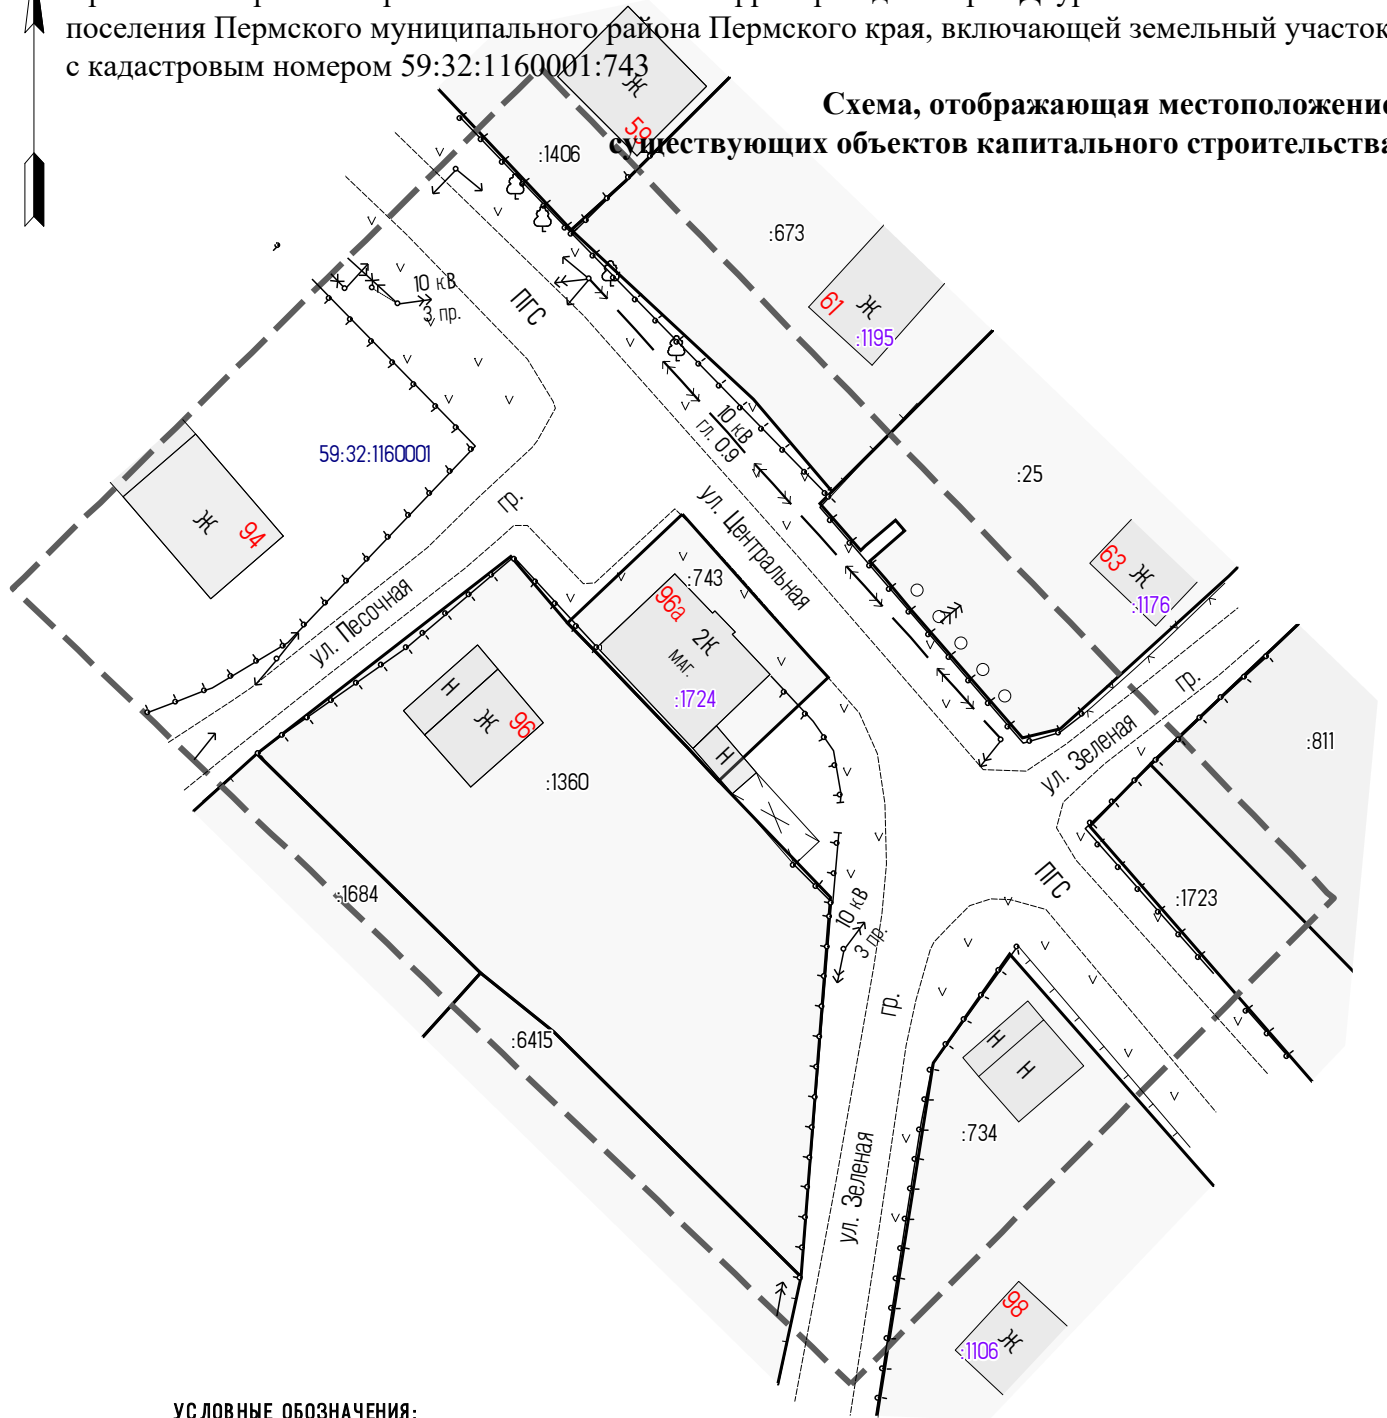 поселения Пермского муниципального района Пермского края, включающей земельный участок
с кадастровым номером 59:32:1160001:743
Схема, отображающая местоположение
существующих объектов капитального строительства
Ж
59
:1406
:673
61
Ж
:1195
10 кВ
3 пр.
ПГС
10 кВ
гл. 0.9
:25
59:32:1160001
Ж
94
гр.
ул. Центральная
63
Ж
:1176
ул. Песочная
:743
96а
2К
МАГ.
:1724
Н
Н
Ж
96
:1360
гр.
ул. Зеленая
:811
:1684
10 кВ
3 пр.
ПГС
:1723
гр.
:6415
Н
Н
:734
ул. Зеленая
98
Ж
:1106
УСЛОВНЫЕ ОБОЗНАЧЕНИЯ: